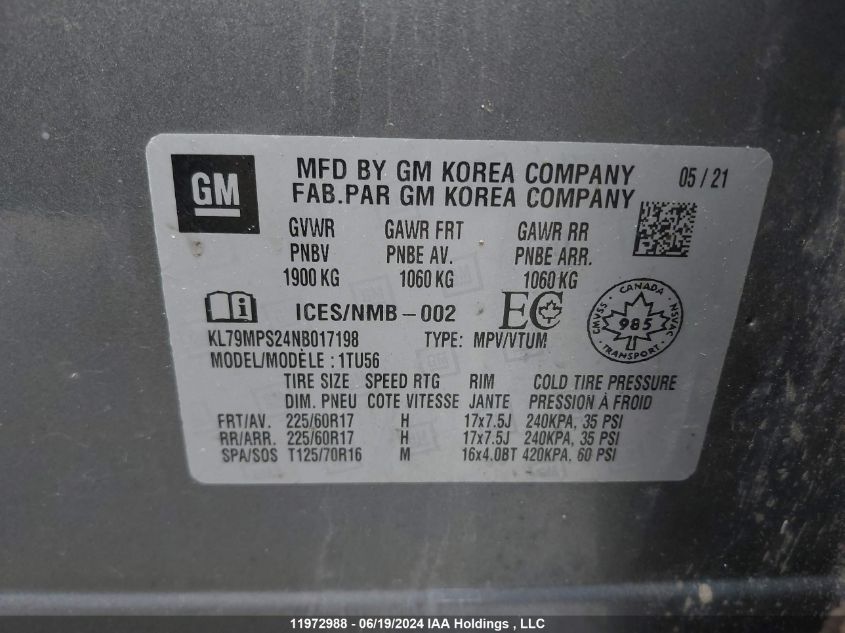 GM
MFD BY GM KOREA COMPANY 05 / 21
FAB.PAR GM KOREA COMPANY
GVWR GAWR FRT GAWR RR
PNBV PNBE AV. PNBE ARR.
1900 KG 1060 KG 1060 KG
ICES/NMB-002 EC
CANADA
CMVSS 985 NSVAC
TRANSPORT
KL79MPS24NB017198 TYPE: MPV/VTUM
MODEL/MODÈLE : 1TU56
TIRE SIZE SPEED RTG RIM COLD TIRE PRESSURE
DIM. PNEU COTE VITESSE JANTE PRESSION À FROID
FRT/AV. 225/60R17 H 17x7.5J 240KPA, 35 PSI
RR/ARR. 225/60R17 H 17x7.5J 240KPA, 35 PSI
SPA/SOS T125/70R16 M 16x4.0BT 420KPA, 60 PSI
11972988 - 06/19/2024 IAA Holdings , LLC